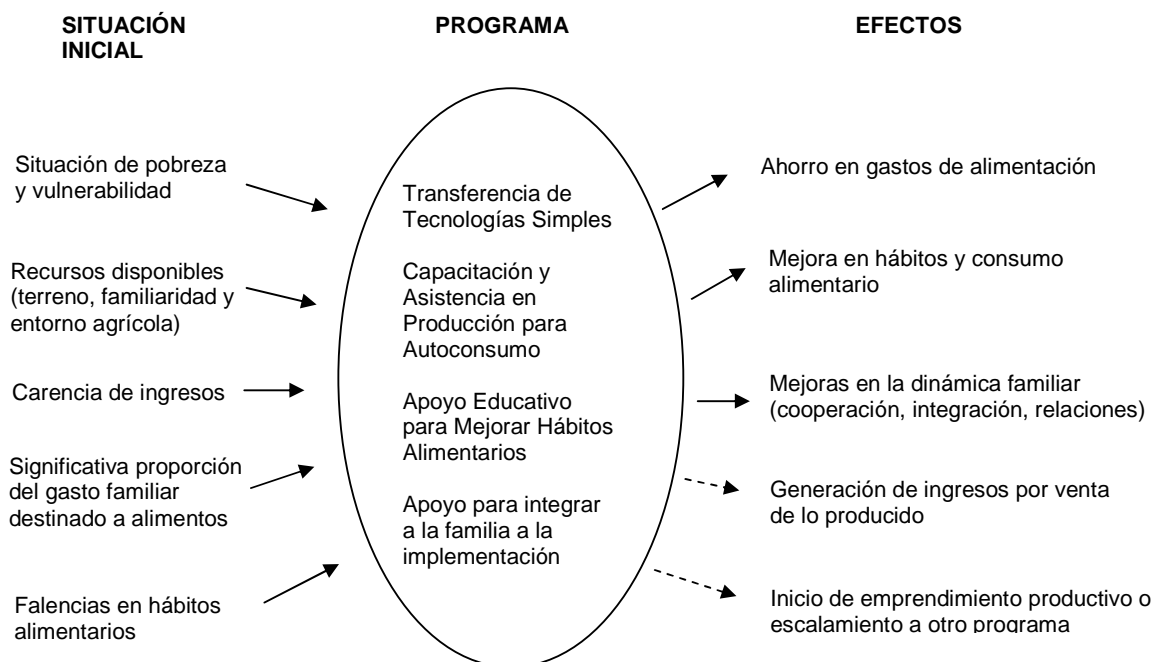 SITUACIÓN
INICIAL
PROGRAMA
EFECTOS
Situación de pobreza
y vulnerabilidad
Recursos disponibles
(terreno, familiaridad y
entorno agrícola)
Carencia de ingresos
Significativa proporción
del gasto familiar
destinado a alimentos
Falencias en hábitos
alimentarios
Transferencia de
Tecnologías Simples
Capacitación y
Asistencia en
Producción para
Autoconsumo
Apoyo Educativo
para Mejorar Hábitos
Alimentarios
Apoyo para integrar
a la familia a la
implementación
Ahorro en gastos de alimentación
Mejora en hábitos y consumo
alimentario
Mejoras en la dinámica familiar
(cooperación, integración, relaciones)
Generación de ingresos por venta
de lo producido
Inicio de emprendimiento productivo o
escalamiento a otro programa